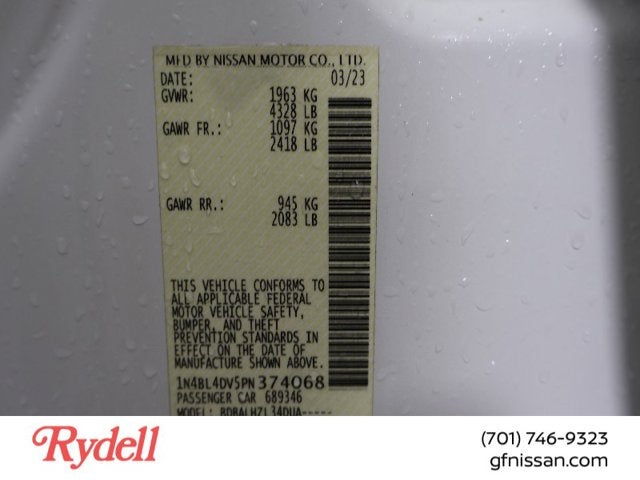 MFD BY NISSAN MOTOR CO., LTD.
DATE: 03/23
GVWR: 1963 KG
4328 LB
GAWR FR.: 1097 KG
2418 LB
GAWR RR.: 945 KG
2083 LB
THIS VEHICLE CONFORMS TO
ALL APPLICABLE FEDERAL
MOTOR VEHICLE SAFETY,
BUMPER, AND THEFT
PREVENTION STANDARDS IN
EFFECT ON THE DATE OF
MANUFACTURE SHOWN ABOVE.
1N4BL4DV5PN374068
PASSENGER CAR 689346
MODEL: BDBALHZL34DUA-----
Rydell
(701) 746-9323
gfnissan.com